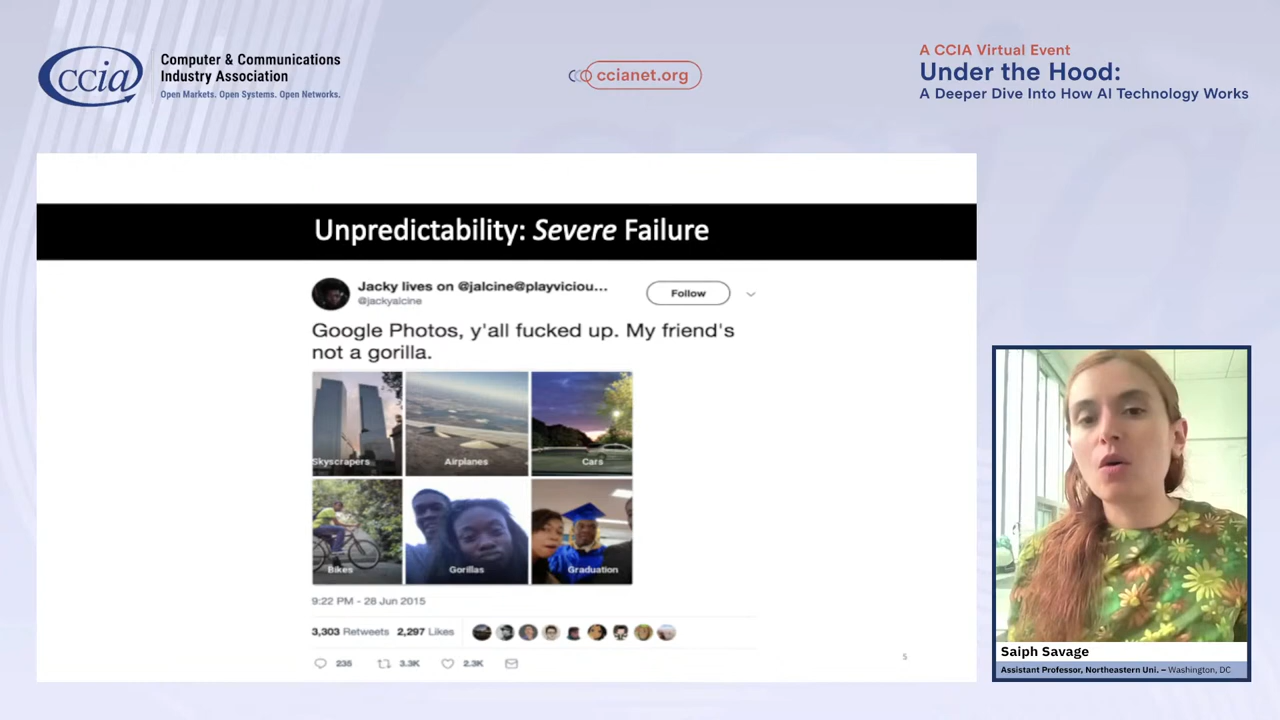 ccia
Computer & Communications
Industry Association
Open Markets. Open Systems. Open Networks.
ccianet.org
A CCIA Virtual Event
Under the Hood:
A Deeper Dive Into How AI Technology Works
Unpredictability: Severe Failure
Jacky lives on @jalcine@playviciou...
@jackyalcine
Follow
Google Photos, y'all fucked up. My friend's
not a gorilla.
Skyscrapers
Airplanes
Cars
Bikes
Gorillas
Graduation
9:22 PM - 28 Jun 2015
3,303 Retweets 2,297 Likes
236 3.3K 2.3K
5
Saiph Savage
Assistant Professor, Northeastern Uni. – Washington, DC